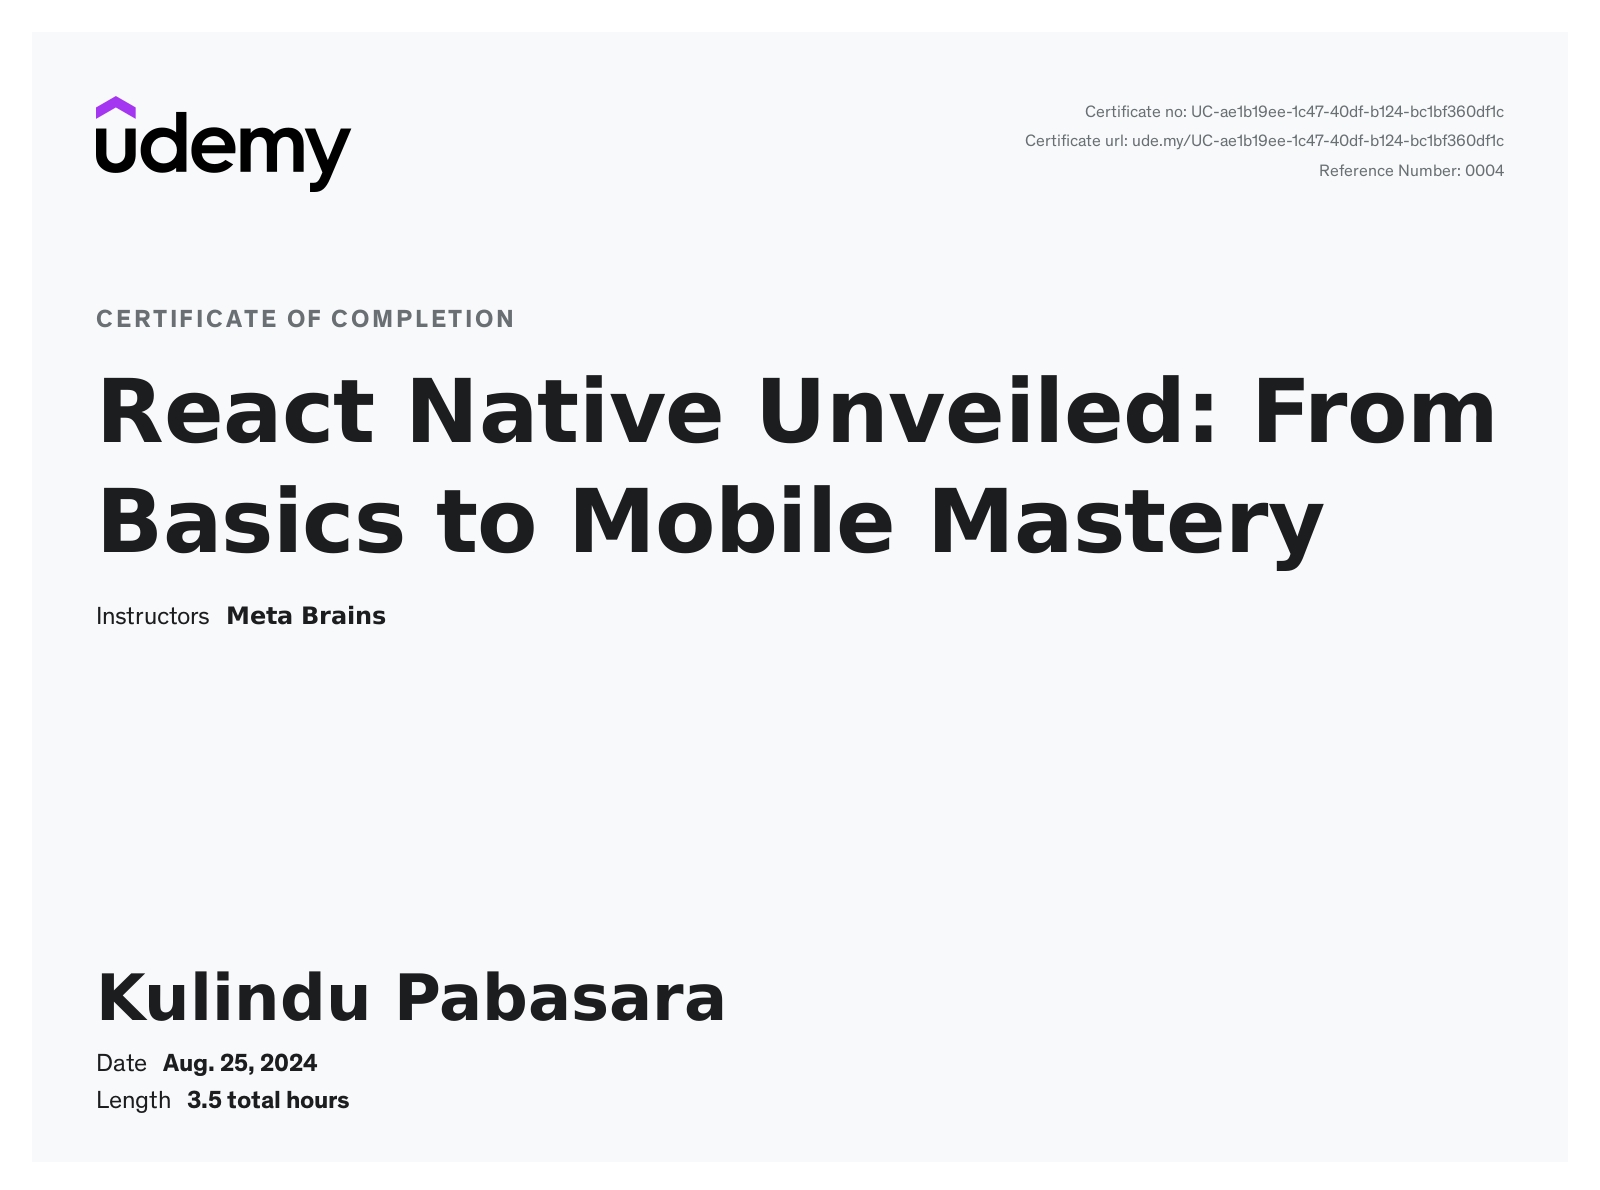 udemy
Certificate no: UC-ae1b19ee-1c47-40df-b124-bc1bf360df1c
Certificate url: ude.my/UC-ae1b19ee-1c47-40df-b124-bc1bf360df1c
Reference Number: 0004
CERTIFICATE OF COMPLETION
React Native Unveiled: From
Basics to Mobile Mastery
Instructors Meta Brains
Kulindu Pabasara
Date Aug. 25, 2024
Length 3.5 total hours